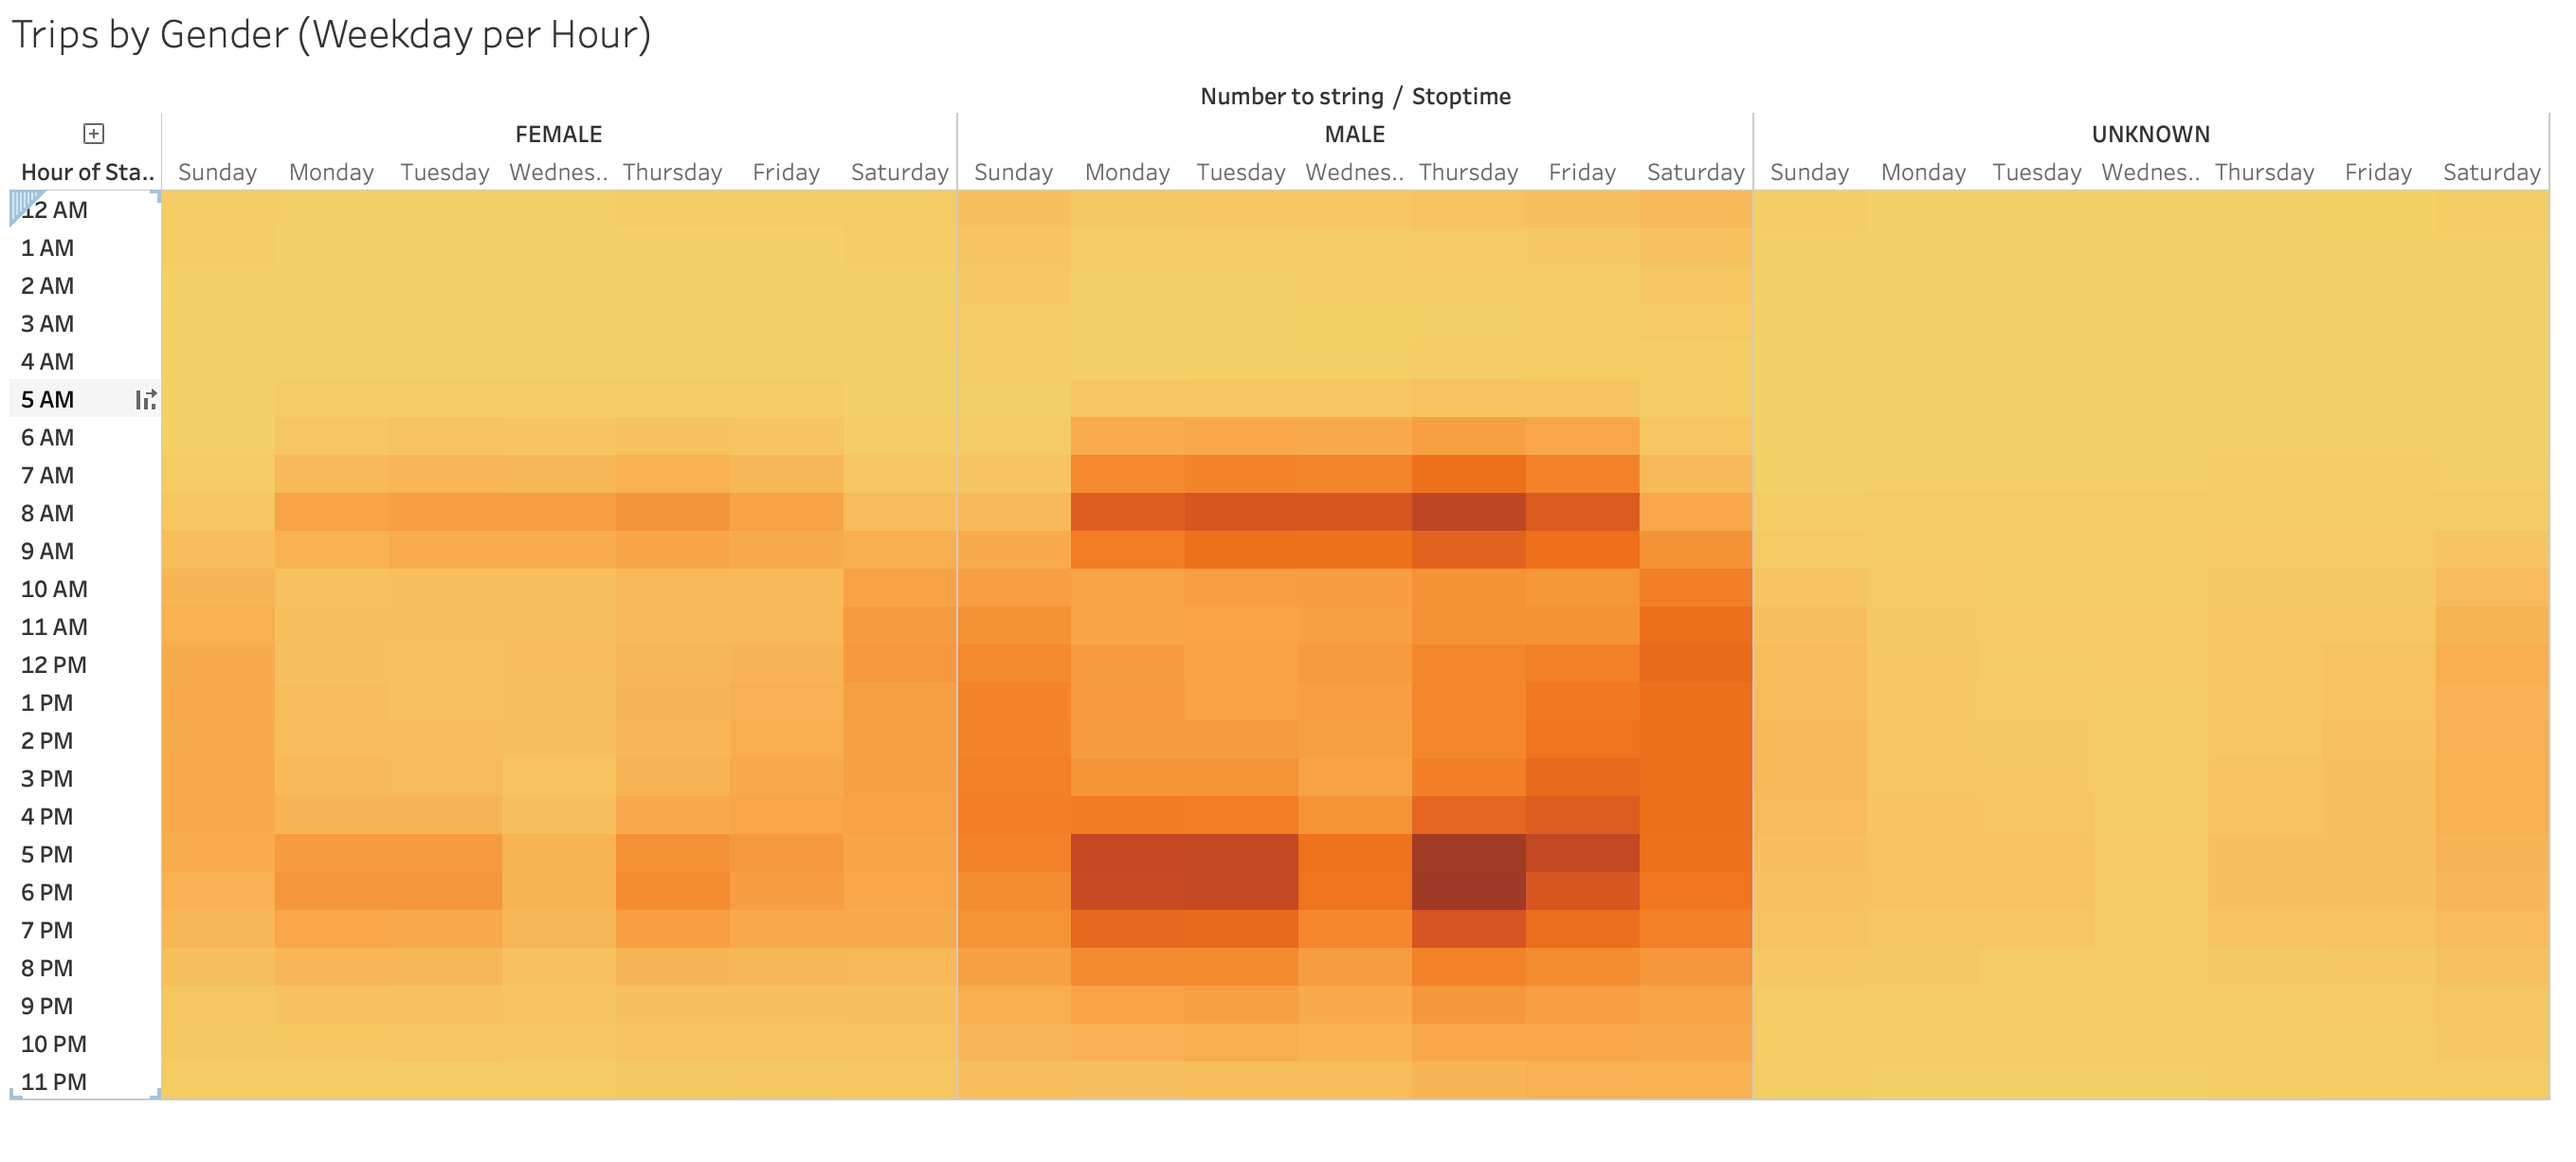 Trips by Gender (Weekday per Hour)
Number to string / Stoptime
FEMALE MALE UNKNOWN
Hour of Sta.. Sunday Monday Tuesday Wednes.. Thursday Friday Saturday Sunday Monday Tuesday Wednes.. Thursday Friday Saturday Sunday Monday Tuesday Wednes.. Thursday Friday Saturday
12 AM
1 AM
2 AM
3 AM
4 AM
5 AM
6 AM
7 AM
8 AM
9 AM
10 AM
11 AM
12 PM
1 PM
2 PM
3 PM
4 PM
5 PM
6 PM
7 PM
8 PM
9 PM
10 PM
11 PM